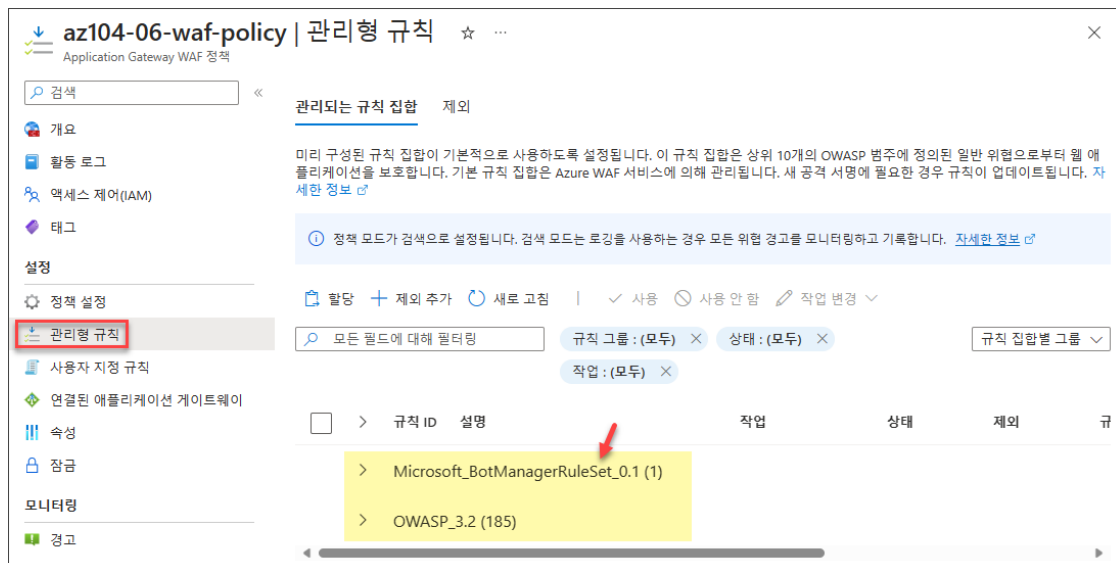 az104-06-waf-policy | 관리형 규칙
Application Gateway WAF 정책
검색
개요
활동 로그
액세스 제어(IAM)
태그
설정
정책 설정
관리형 규칙
사용자 지정 규칙
연결된 애플리케이션 게이트웨이
속성
잠금
모니터링
경고
관리되는 규칙 집합 제외
미리 구성된 규칙 집합이 기본적으로 사용하도록 설정됩니다. 이 규칙 집합은 상위 10개의 OWASP 범주에 정의된 일반 위협으로부터 웹 애
플리케이션을 보호합니다. 기본 규칙 집합은 Azure WAF 서비스에 의해 관리됩니다. 새 공격 서명에 필요한 경우 규칙이 업데이트됩니다. 자
세한 정보
정책 모드가 검색으로 설정됩니다. 검색 모드는 로깅을 사용하는 경우 모든 위협 경고를 모니터링하고 기록합니다. 자세한 정보
할당 제외 추가 새로 고침 | 사용 사용 안 함 작업 변경
모든 필드에 대해 필터링 규칙 그룹 : (모두) 상태 : (모두) 규칙 집합별 그룹
작업 : (모두)
규칙 ID 설명 작업 상태 제외 규
Microsoft_BotManagerRuleSet_0.1 (1)
OWASP_3.2 (185)